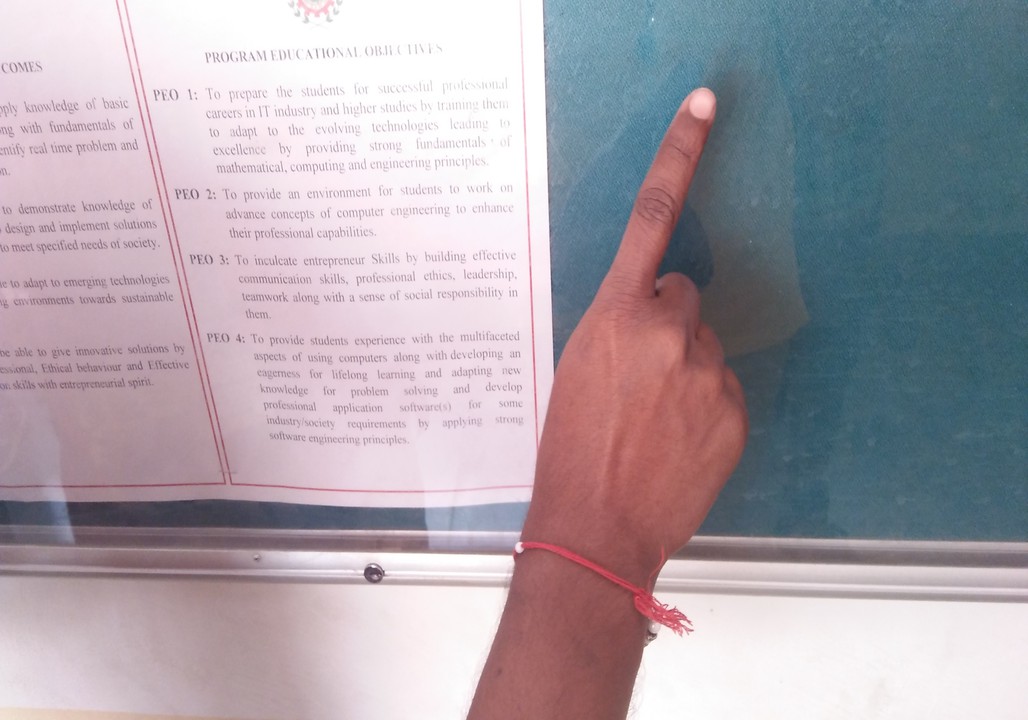 COMES
knowledge of basic
with fundamentals of
real time problem and
to demonstrate knowledge of
design and implement solutions
to meet specified needs of society.
to adapt to emerging technologies
environments towards sustainable
be able to give innovative solutions by
Ethical behaviour and Effective
skills with entrepreneurial spirit.
PROGRAM EDUCATIONAL OBJECTIVES
PEO 1: To prepare the students for successful professional
careers in IT industry and higher studies by training them
to adapt to the evolving technologies leading to
excellence by providing strong fundamentals of
mathematical, computing and engineering principles.
PEO 2: To provide an environment for students to work on
advance concepts of computer engineering to enhance
their professional capabilities.
PEO 3: To inculcate entrepreneur Skills by building effective
communication skills, professional ethics, leadership,
teamwork along with a sense of social responsibility in
them.
PEO 4: To provide students experience with the multifaceted
aspects of using computers along with developing an
eagerness for lifelong learning and adapting new
knowledge for problem solving and develop
professional application software(s) for some
industry/society requirements by applying strong
software engineering principles.